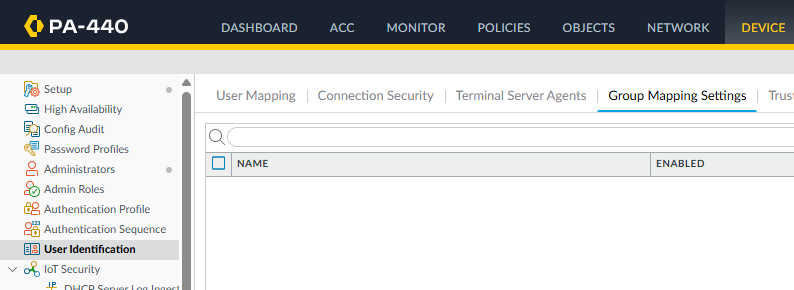 PA-440 DASHBOARD ACC MONITOR POLICIES OBJECTS NETWORK DEVICE
Setup
High Availability
Config Audit
Password Profiles
Administrators
Admin Roles
Authentication Profile
Authentication Sequence
User Identification
IoT Security
DHCP Server Log Ingest
User Mapping Connection Security Terminal Server Agents Group Mapping Settings Trust
NAME ENABLED